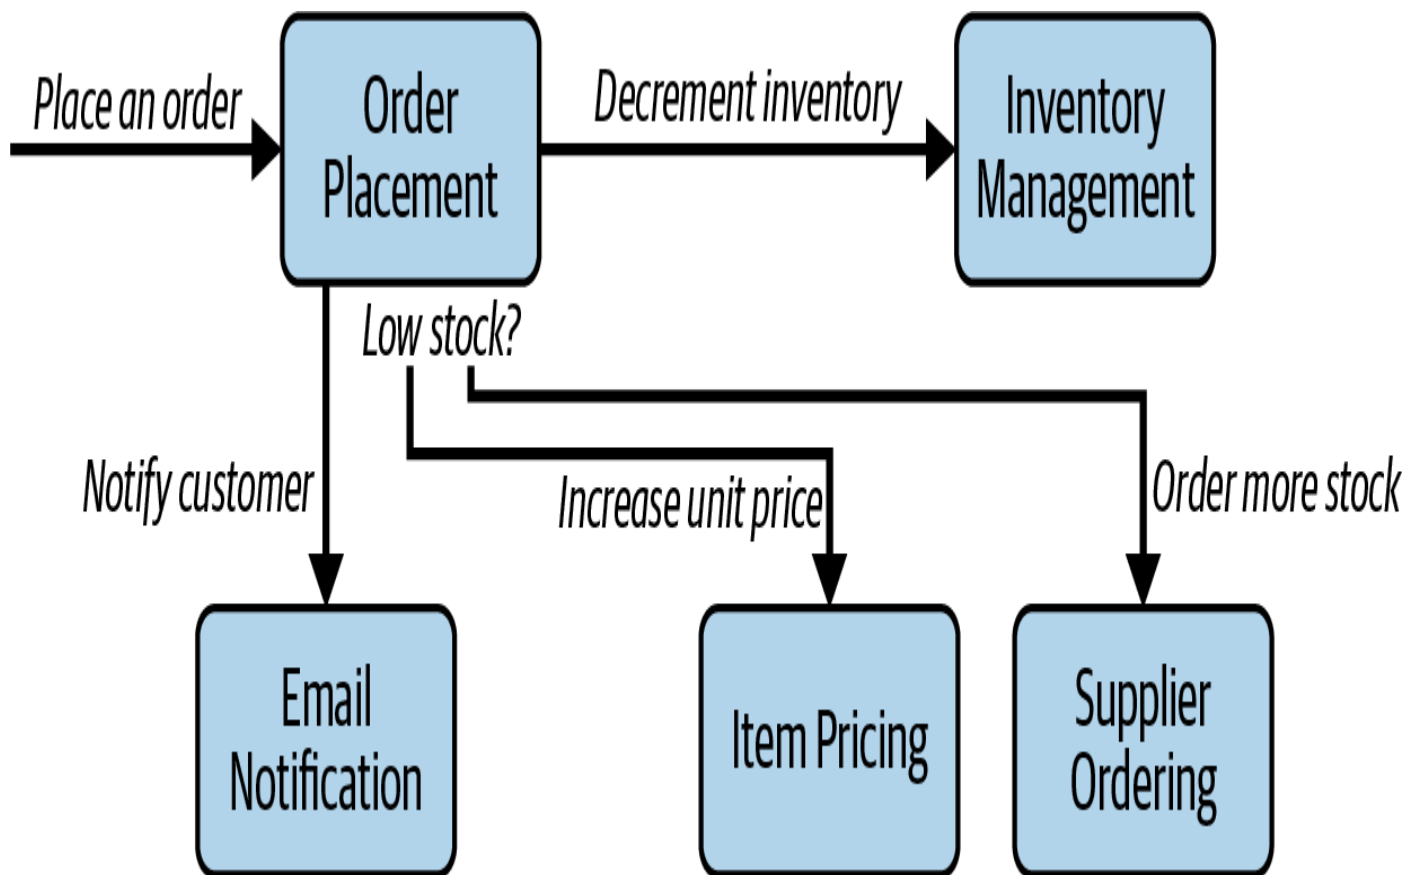 Place an order
Order
Placement
Decrement inventory
Inventory
Management
Low stock?
Notify customer
Increase unit price
Order more stock
Email
Notification
Item Pricing
Supplier
Ordering